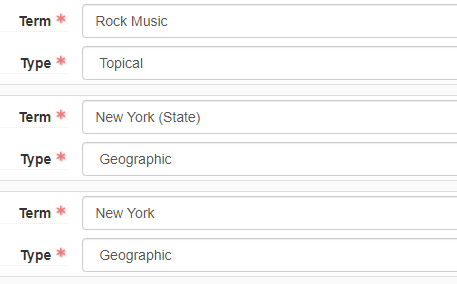 Term * Rock Music
Type * Topical
Term * New York (State)
Type * Geographic
Term * New York
Type * Geographic